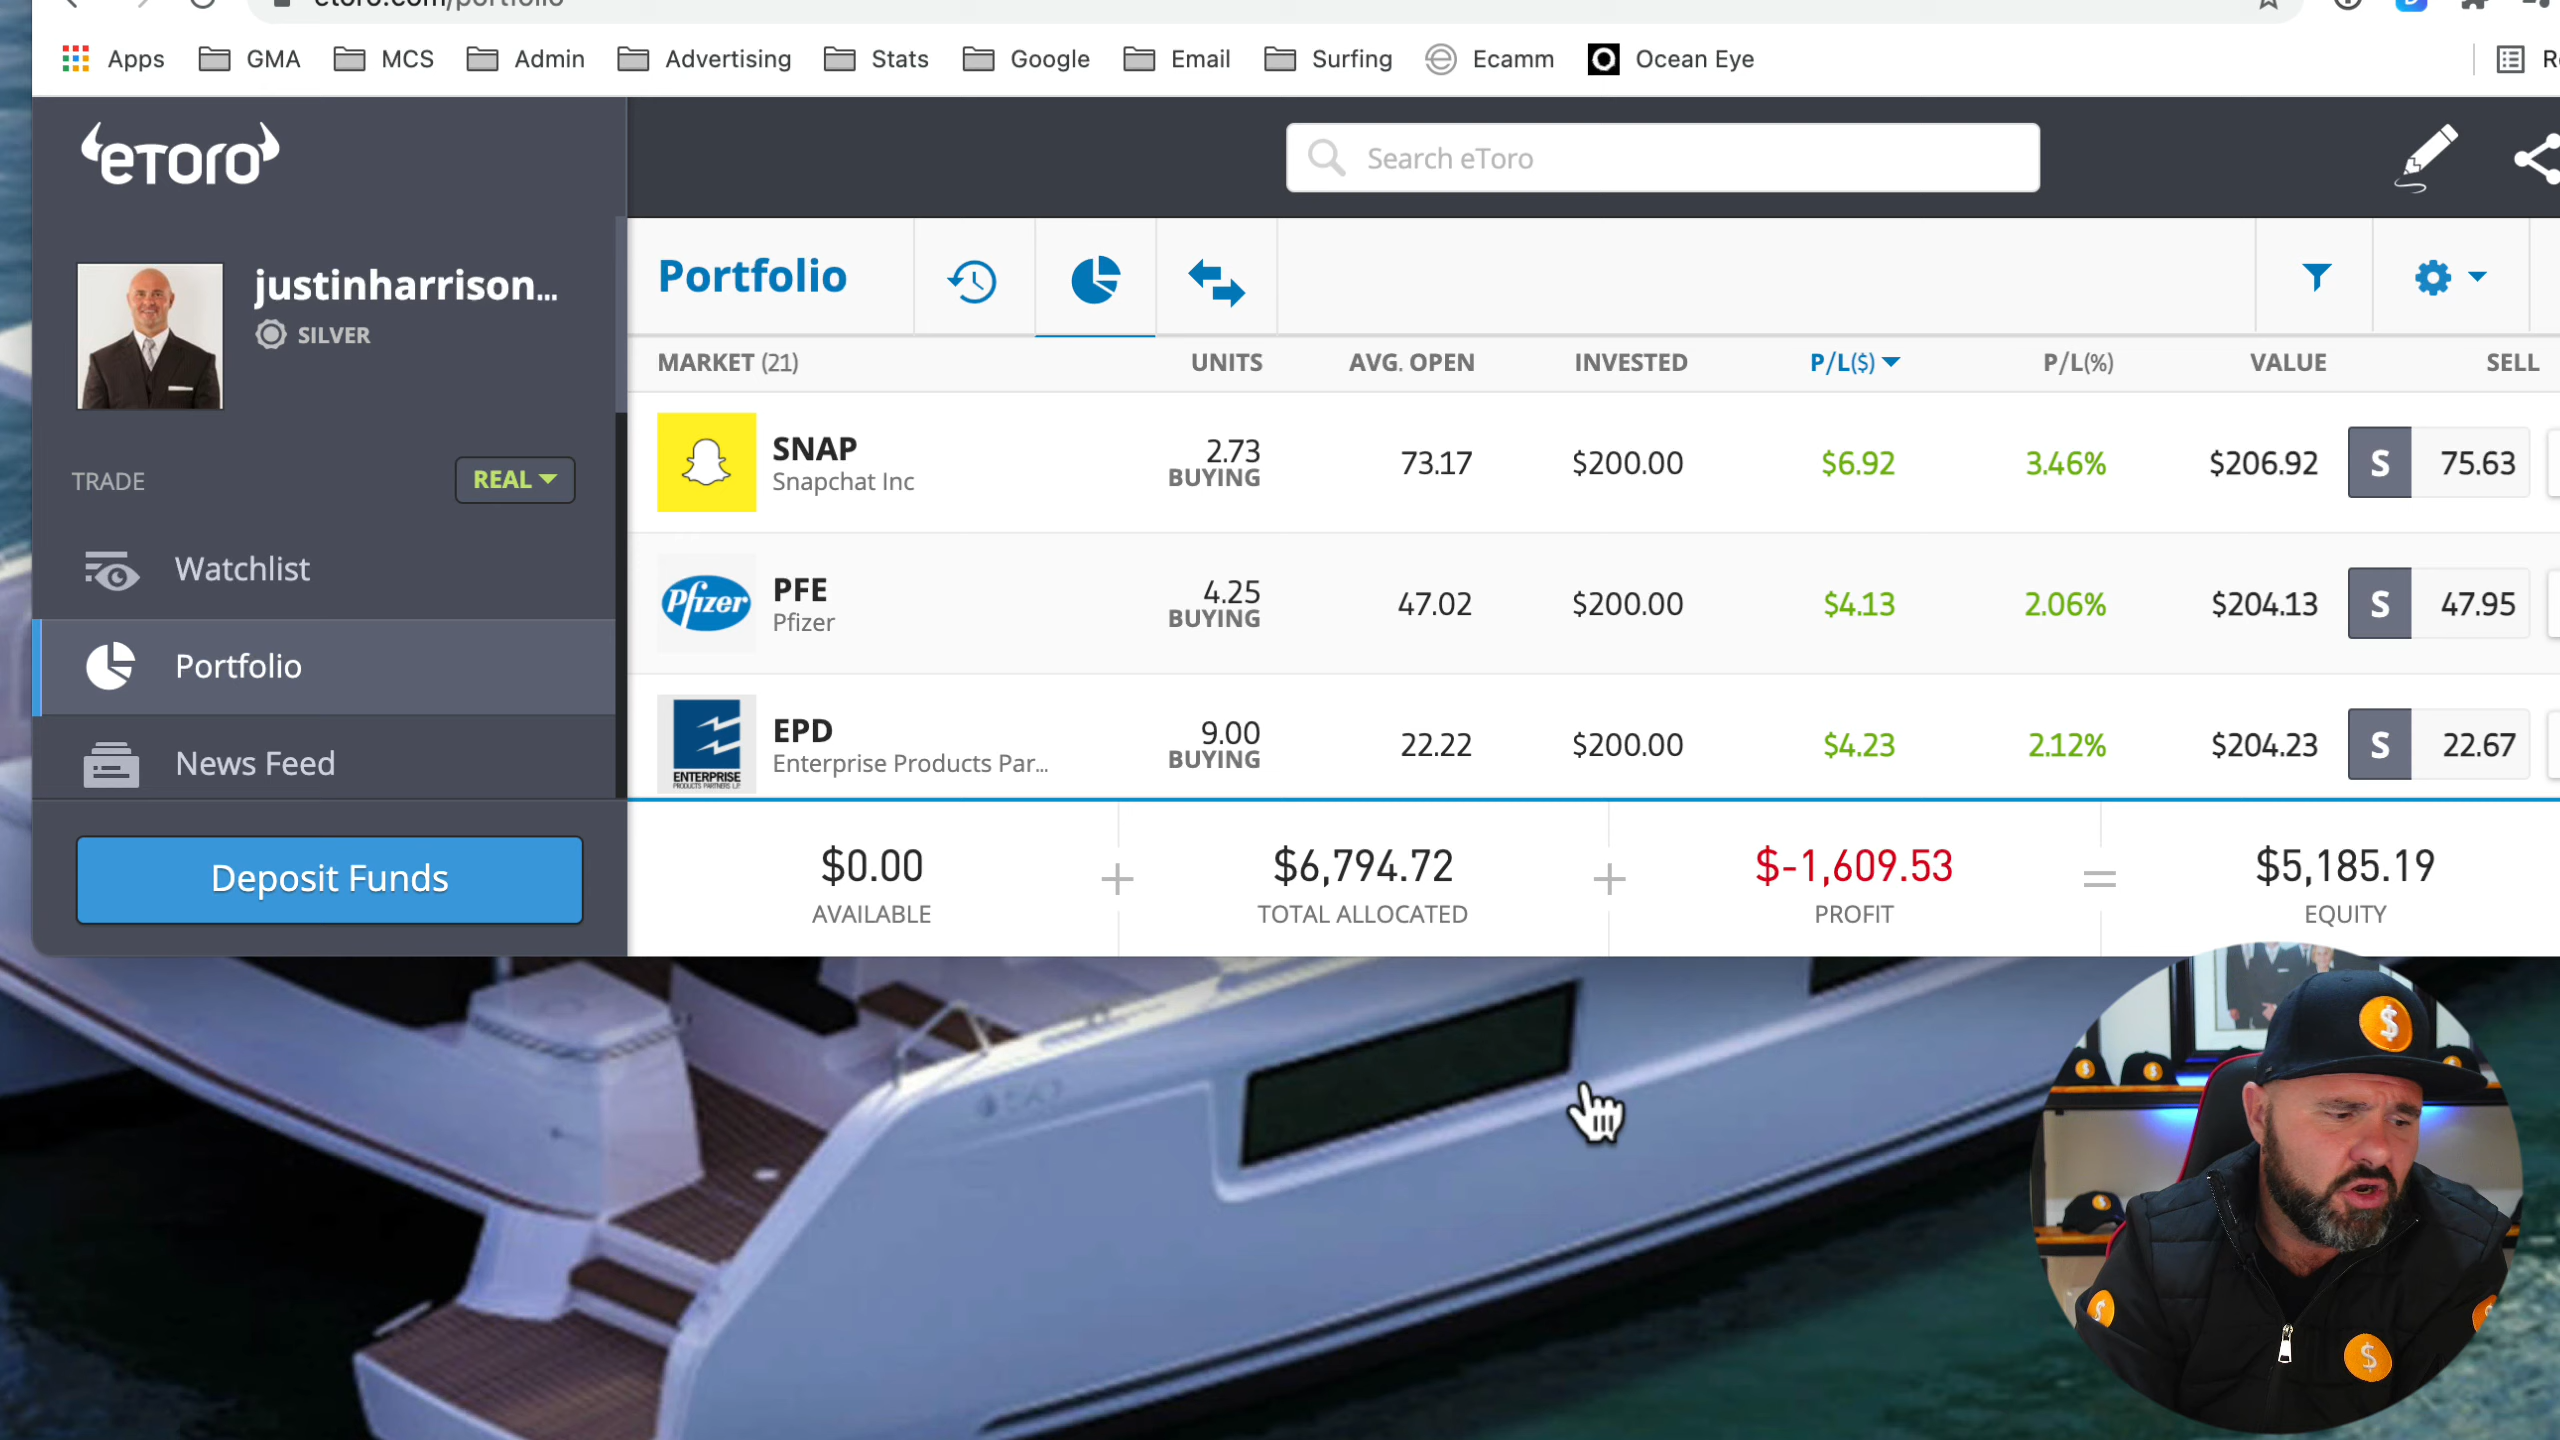 etoro.com/portfolio
Apps GMA MCS Admin Advertising Stats Google Email Surfing Ecamm Ocean Eye
eToro
Search eToro
justinharrison...
SILVER
Portfolio
TRADE REAL
Watchlist
Portfolio
News Feed
Deposit Funds
MARKET (21) UNITS AVG. OPEN INVESTED P/L($) P/L(%) VALUE SELL
SNAP 2.73 73.17 $200.00 $6.92 3.46% $206.92 S 75.63
Snapchat Inc BUYING
Pfizer PFE 4.25 47.02 $200.00 $4.13 2.06% $204.13 S 47.95
Pfizer BUYING
EPD 9.00 22.22 $200.00 $4.23 2.12% $204.23 S 22.67
Enterprise Products Par... BUYING
ENTERPRISE
PRODUCTS PARTNERS L.P.
$0.00 + $6,794.72 + $-1,609.53 = $5,185.19
AVAILABLE TOTAL ALLOCATED PROFIT EQUITY
$
$